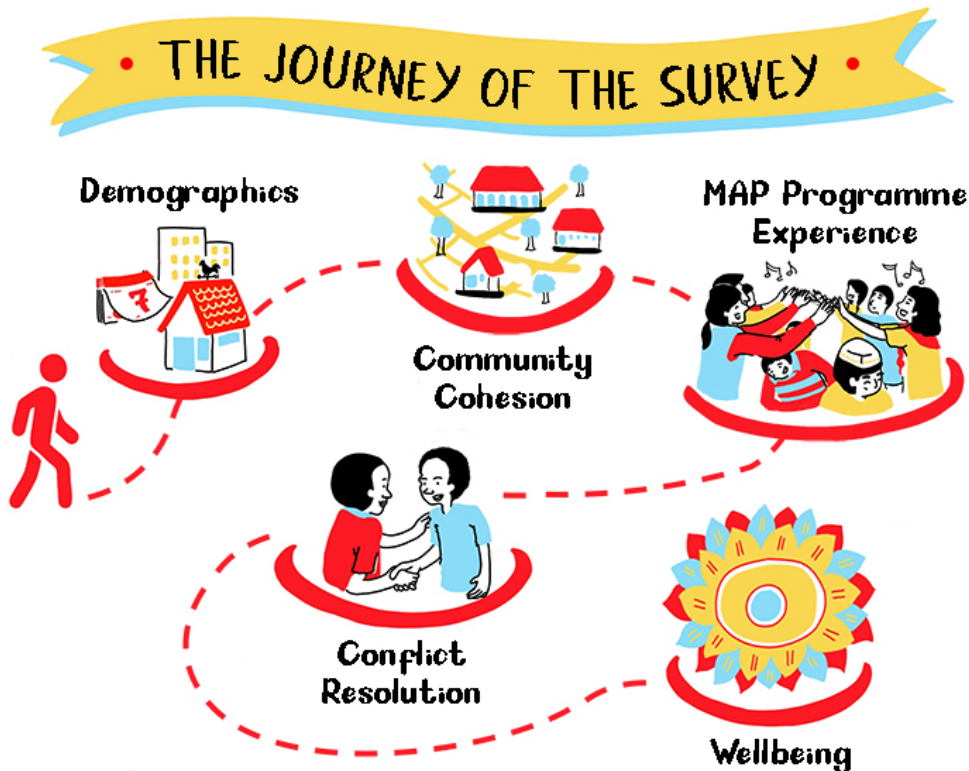 THE JOURNEY OF THE SURVEY
Demographics
7
Community
Cohesion
MAP Programme
Experience
Conflict
Resolution
Wellbeing